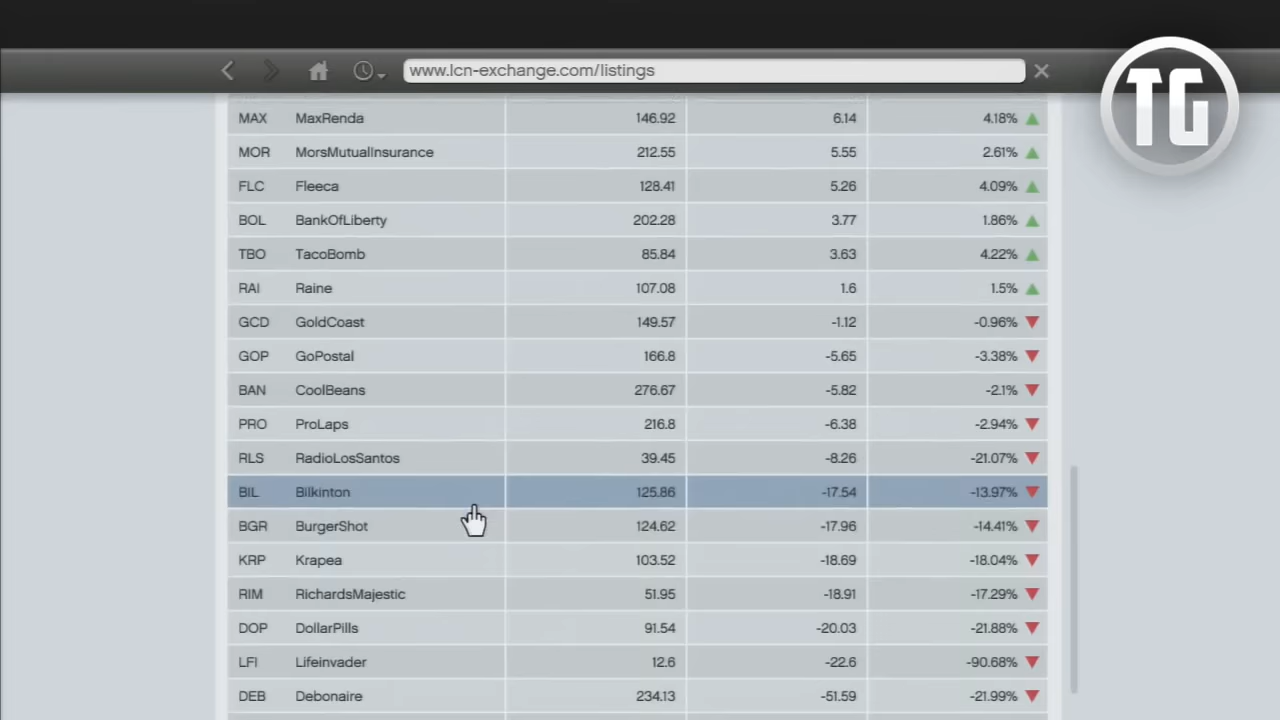 www.lcn-exchange.com/listings
TG
MAX MaxRenda 146.92 6.14 4.18%
MOR MorsMutualInsurance 212.55 5.55 2.61%
FLC Fleeca 128.41 5.26 4.09%
BOL BankOfLiberty 202.28 3.77 1.86%
TBO TacoBomb 85.84 3.63 4.22%
RAI Raine 107.08 1.6 1.5%
GCD GoldCoast 149.57 -1.12 -0.96%
GOP GoPostal 166.8 -5.65 -3.38%
BAN CoolBeans 276.67 -5.82 -2.1%
PRO ProLaps 216.8 -6.38 -2.94%
RLS RadioLosSantos 39.45 -8.26 -21.07%
BIL Bilkinton 125.86 -17.54 -13.97%
BGR BurgerShot 124.62 -17.96 -14.41%
KRP Krapea 103.52 -18.69 -18.04%
RIM RichardsMajestic 51.95 -18.91 -17.29%
DOP DollarPills 91.54 -20.03 -21.88%
LFI Lifeinvader 12.6 -22.6 -90.68%
DEB Debonaire 234.13 -51.59 -21.99%